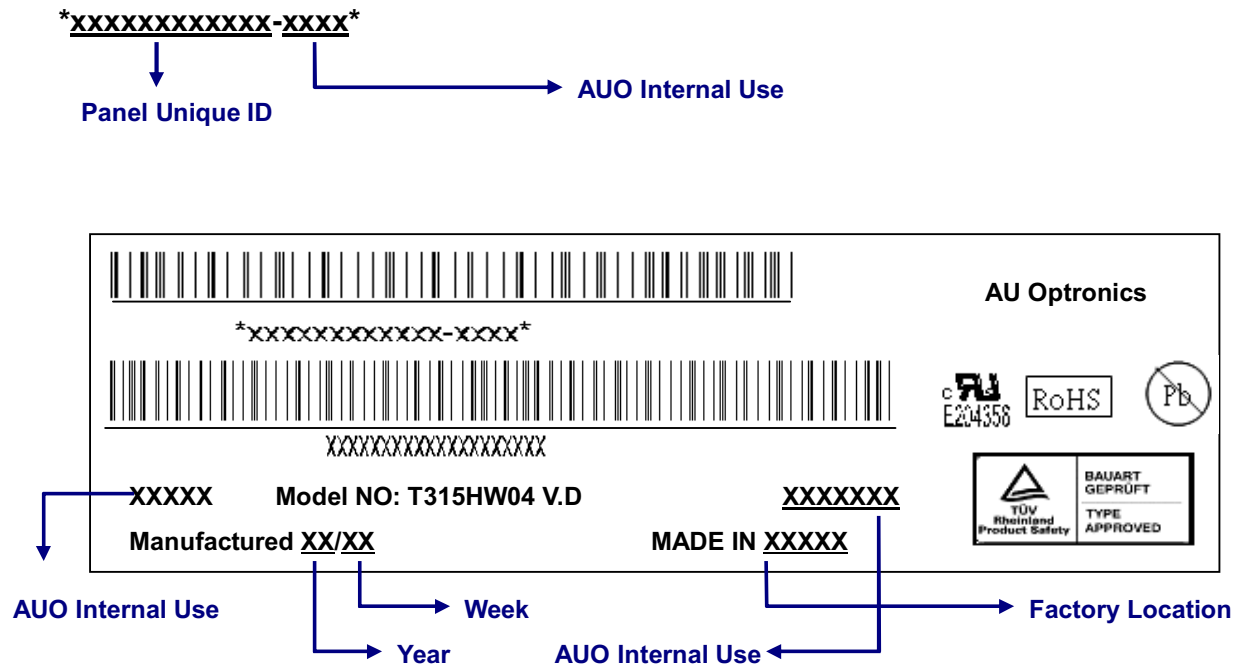 *xxxxxxxxxxxx-xxxx*
AUO Internal Use
Panel Unique ID
AU Optronics
*xxxxxxxxxxxx-xxxx*
c RU
E204356
RoHS
Pb
XXXXXXXXXXXXXXXXXXXX
XXXXX Model NO: T315HW04 V.D XXXXXXX
TÜV
Rheinland
Product Safety
BAUART
GEPRÜFT
TYPE
APPROVED
Manufactured XX/XX MADE IN XXXXX
AUO Internal Use
Week
Factory Location
Year
AUO Internal Use